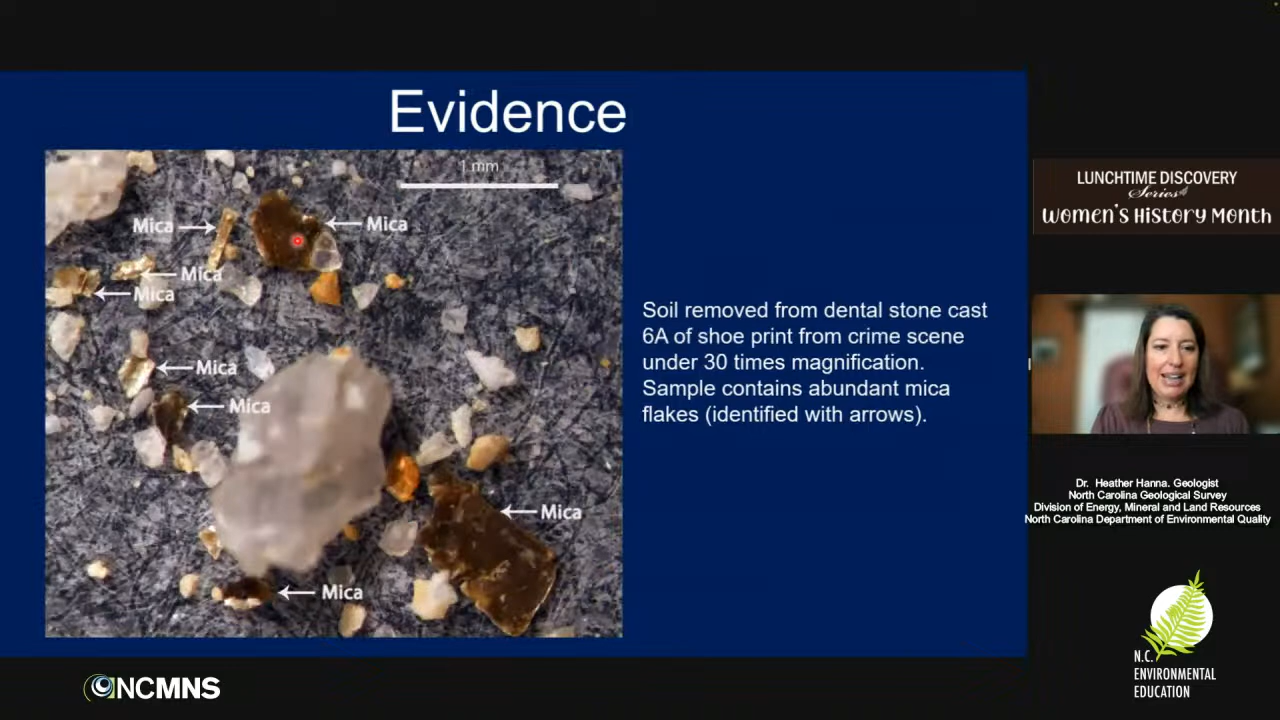 Evidence
1 mm
Mica
Mica
Mica
Mica
Mica
Mica
Mica
Mica
Soil removed from dental stone cast
6A of shoe print from crime scene
under 30 times magnification.
Sample contains abundant mica
flakes (identified with arrows).
LUNCHTIME DISCOVERY
Series
Women's History Month
Dr. Heather Hanna. Geologist
North Carolina Geological Survey
Division of Energy, Mineral and Land Resources
North Carolina Department of Environmental Quality
NCMNS
N.C.
ENVIRONMENTAL
EDUCATION